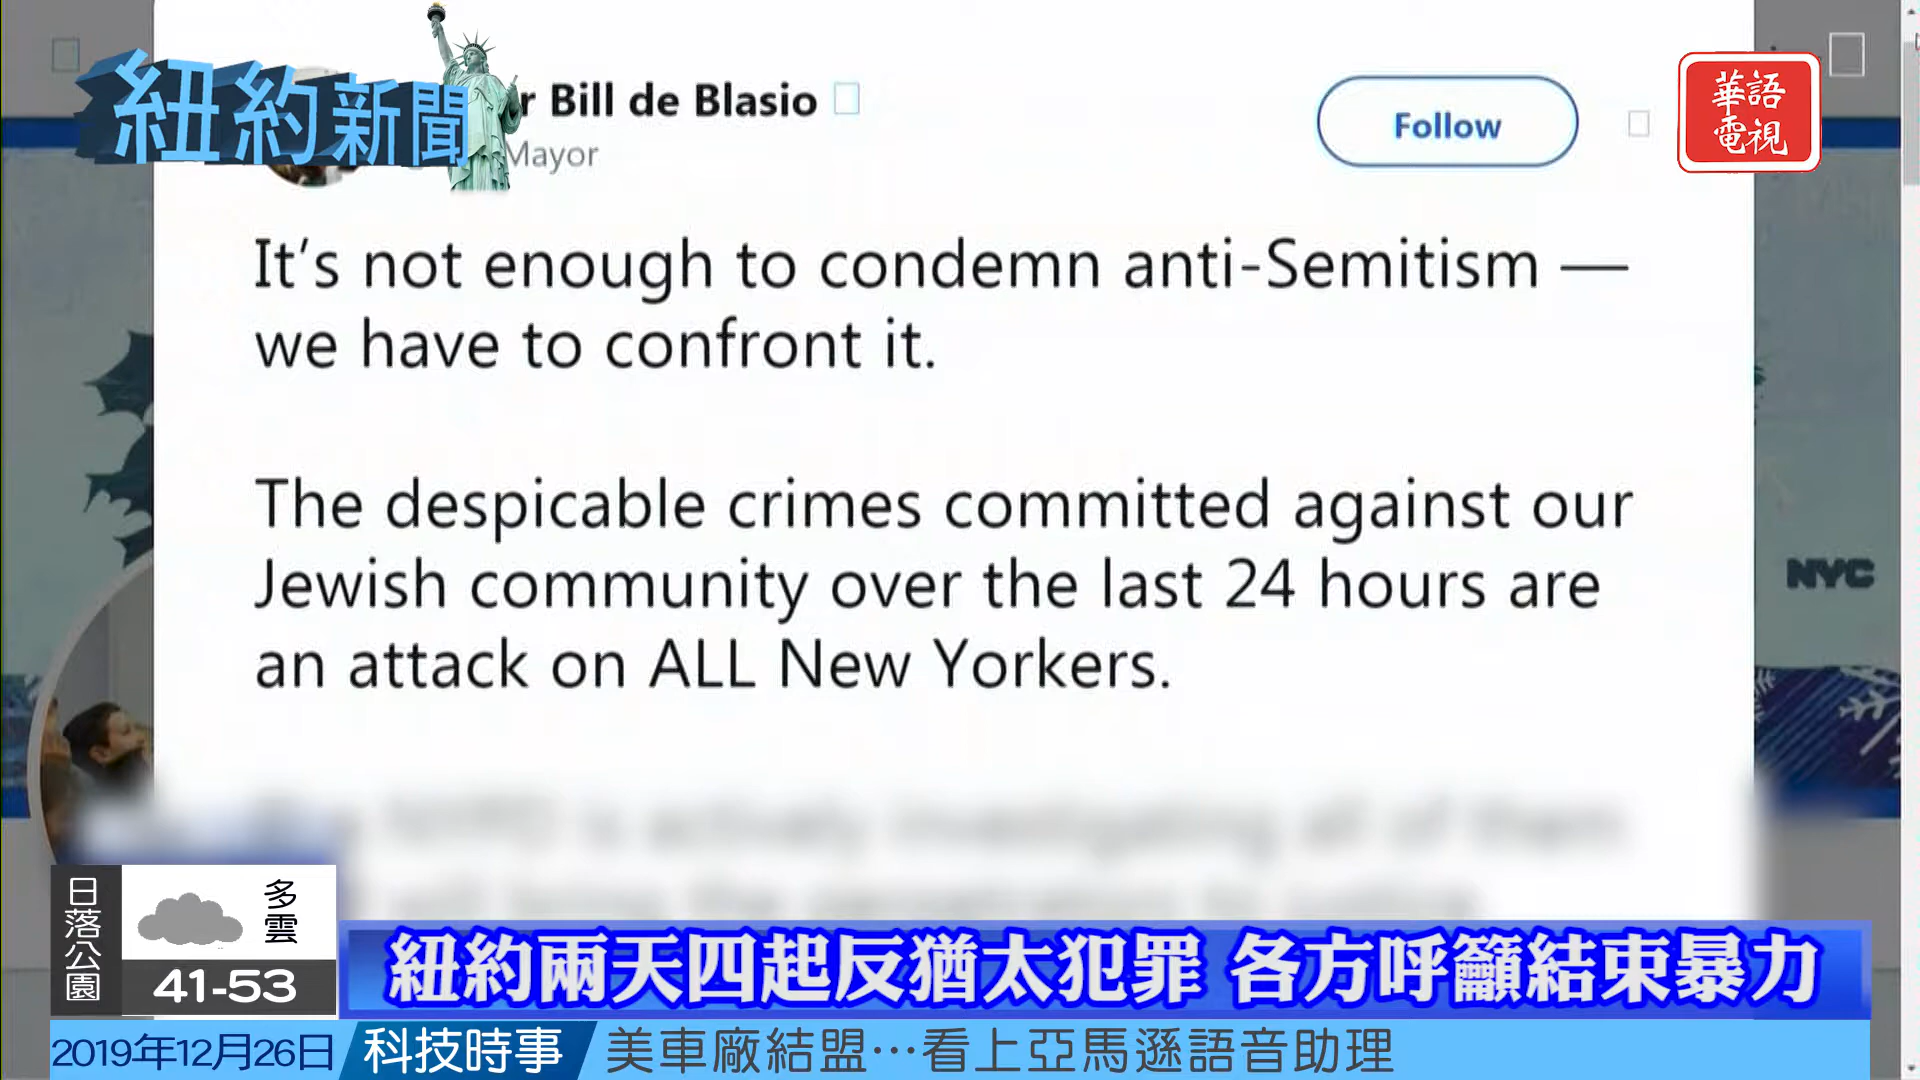 紐約新聞
r Bill de Blasio
Mayor
Follow
華語
電視
It's not enough to condemn anti-Semitism —
we have to confront it.
The despicable crimes committed against our
Jewish community over the last 24 hours are
an attack on ALL New Yorkers.
NYC
日落公園
多雲
41-53
紐約兩天四起反猶太犯罪 各方呼籲結束暴力
2019年12月26日
科技時事
美車廠結盟…看上亞馬遜語音助理